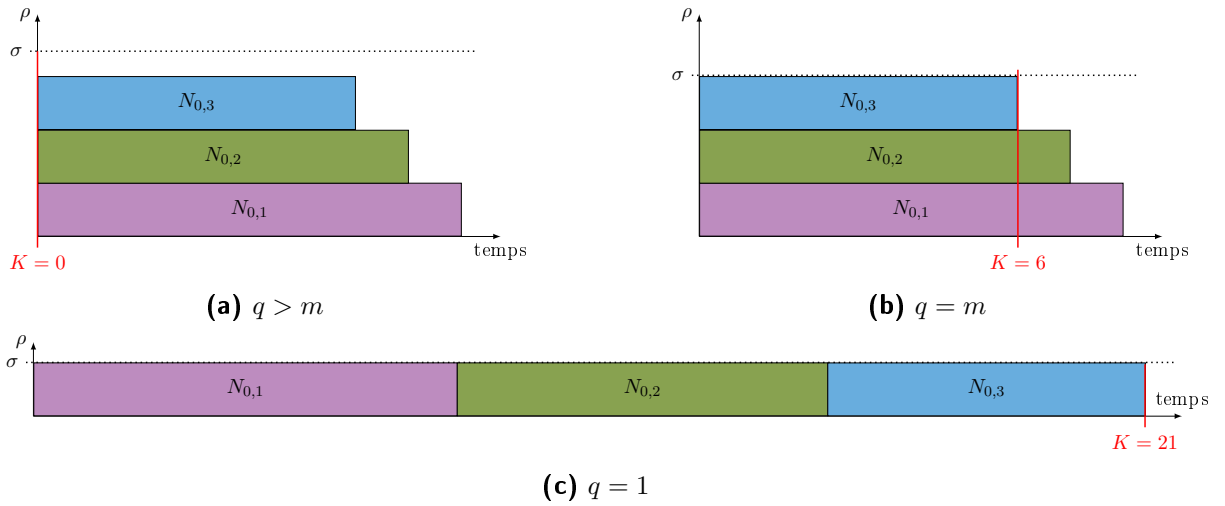 ρ
σ
N0,3
N0,2
N0,1
temps
K = 0
(a) q > m
ρ
σ
N0,3
N0,2
N0,1
temps
K = 6
(b) q = m
ρ
σ
N0,1 N0,2 N0,3
temps
K = 21
(c) q = 1